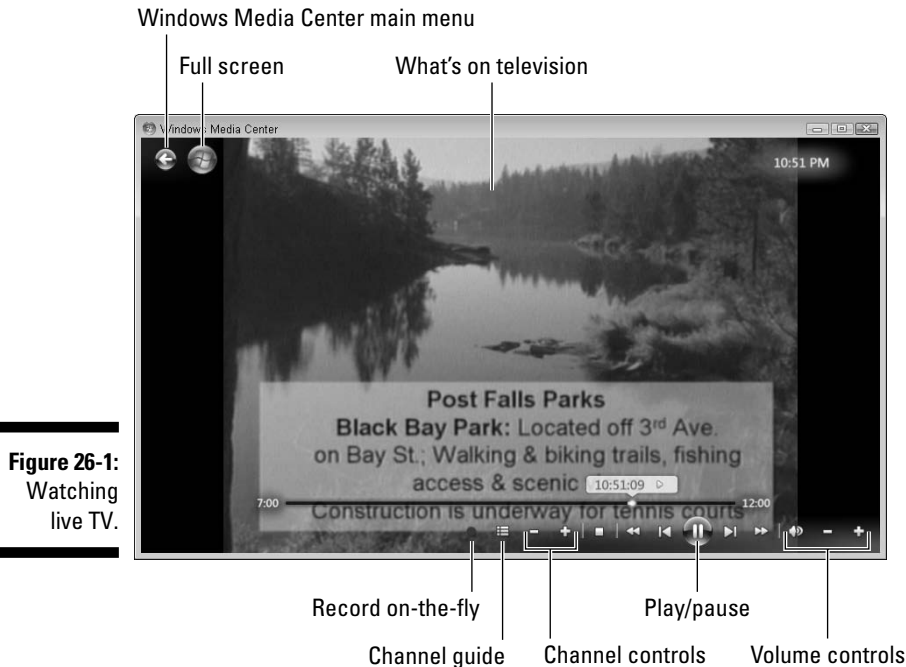 Windows Media Center main menu
Full screen
What's on television
Windows Media Center
10:51 PM
Post Falls Parks
Black Bay Park: Located off 3rd Ave.
on Bay St.; Walking & biking trails, fishing
access & scenic
10:51:09
7:00
12:00
Construction is underway for tennis courts
Figure 26-1:
Watching
live TV.
Record on-the-fly
Play/pause
Channel guide
Channel controls
Volume controls